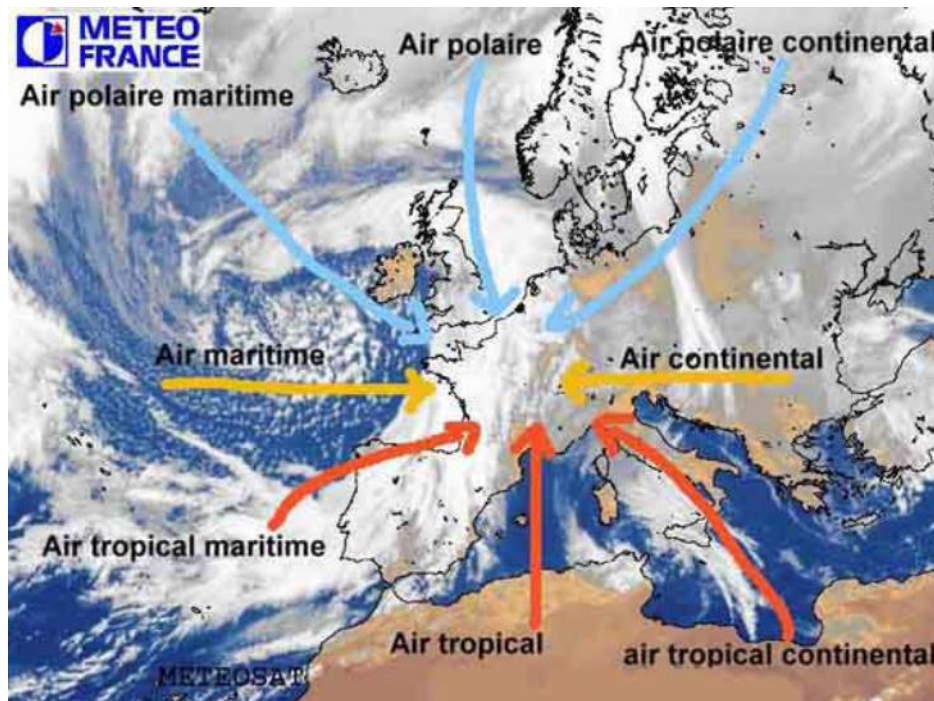 METEO
FRANCE
Air polaire
Air polaire continental
Air polaire maritime
Air maritime
Air continental
Air tropical maritime
Air tropical
air tropical continental
METEOSAT